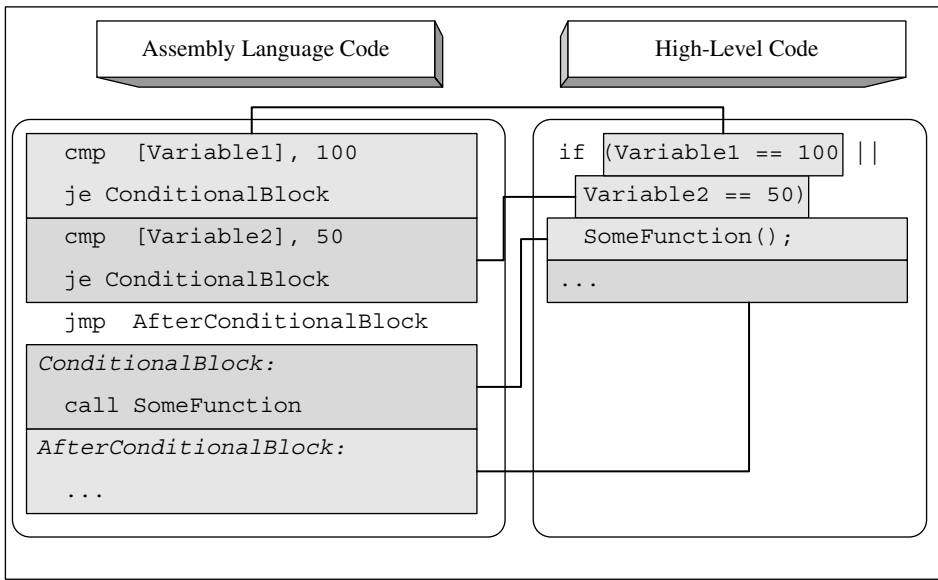 Assembly Language Code
High-Level Code
cmp [Variable1], 100
je ConditionalBlock
cmp [Variable2], 50
je ConditionalBlock
jmp AfterConditionalBlock
ConditionalBlock:
call SomeFunction
AfterConditionalBlock:
...
if (Variable1 == 100 ||
Variable2 == 50)
SomeFunction();
...